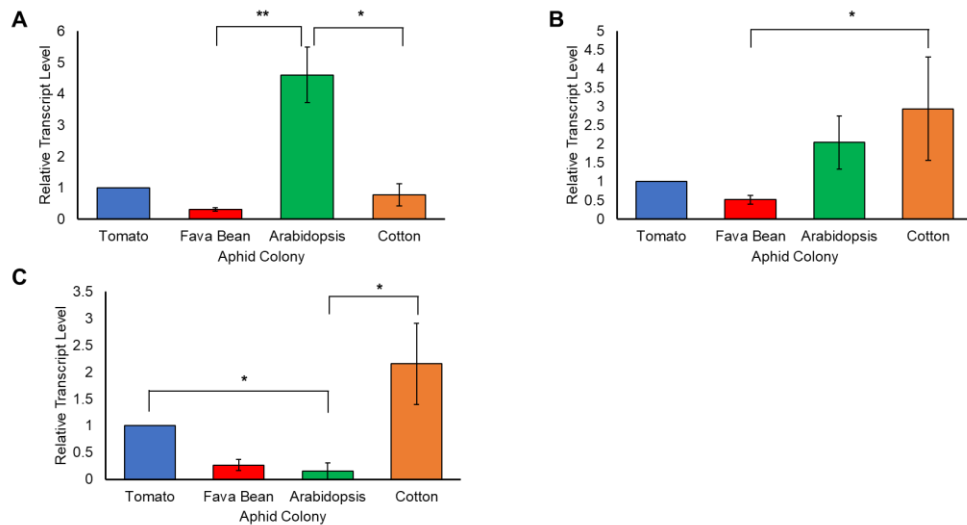 A
** *
6
5
4
3
2
1
0
Relative Transcript Level
Tomato Fava Bean Arabidopsis Cotton
Aphid Colony
B
*
5
4.5
4
3.5
3
2.5
2
1.5
1
0.5
0
Relative Transcript Level
Tomato Fava Bean Arabidopsis Cotton
Aphid Colony
C
*
*
3.5
3
2.5
2
1.5
1
0.5
0
Relative Transcript Level
Tomato Fava Bean Arabidopsis Cotton
Aphid Colony